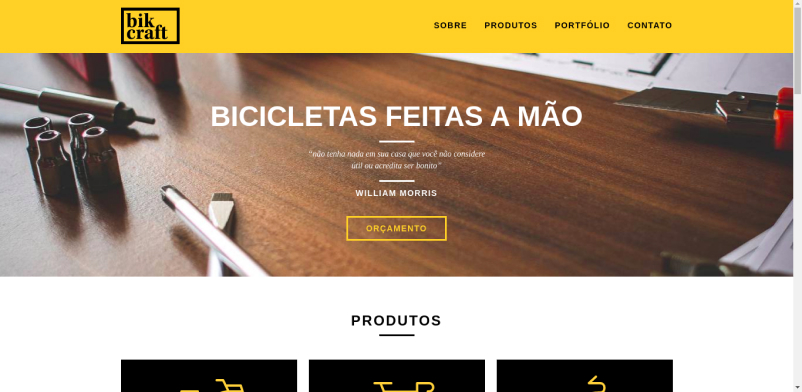 bik
craft
SOBRE PRODUTOS PORTFÓLIO CONTATO
BICICLETAS FEITAS A MÃO
“não tenha nada em sua casa que você não considere
útil ou acredita ser bonito”
WILLIAM MORRIS
ORÇAMENTO
PRODUTOS